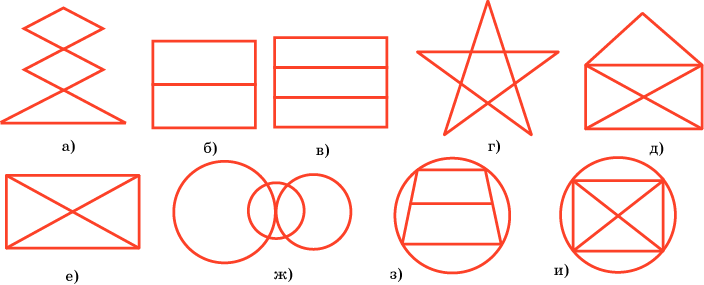 а) б) в) г) д)
е) ж) з) и)